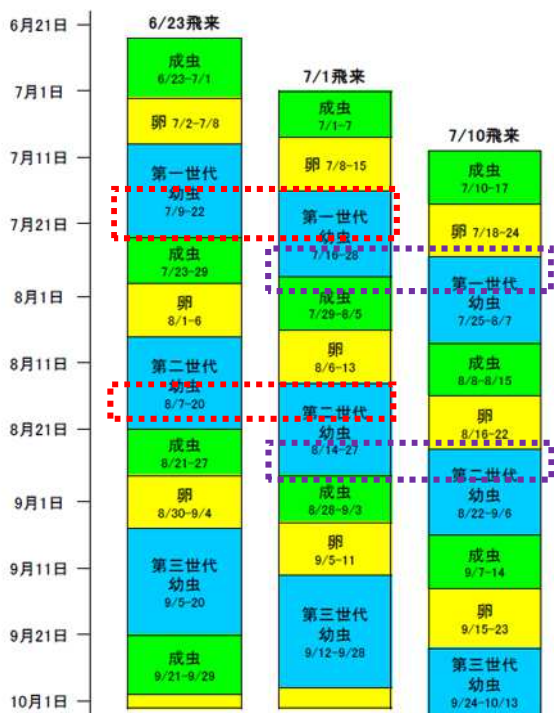 6月21日
7月1日
7月11日
7月21日
8月1日
8月11日
8月21日
9月1日
9月11日
9月21日
10月1日
6/23飛来
成虫
6/23-7/1
卵 7/2-7/8
第一世代
幼虫
7/9-22
成虫
7/23-29
卵
8/1-6
第二世代
幼虫
8/7-20
成虫
8/21-27
卵
8/30-9/4
第三世代
幼虫
9/5-20
成虫
9/21-9/29
7/1飛来
成虫
7/1-7
卵 7/8-15
第一世代
幼虫
7/16-28
成虫
7/29-8/5
卵
8/6-13
第二世代
幼虫
8/14-27
成虫
8/28-9/3
卵
9/5-11
第三世代
幼虫
9/12-9/28
7/10飛来
成虫
7/10-17
卵 7/18-24
第一世代
幼虫
7/25-8/7
成虫
8/8-8/15
卵
8/16-22
第二世代
幼虫
8/22-9/6
成虫
9/7-14
卵
9/15-23
第三世代
幼虫
9/24-10/13